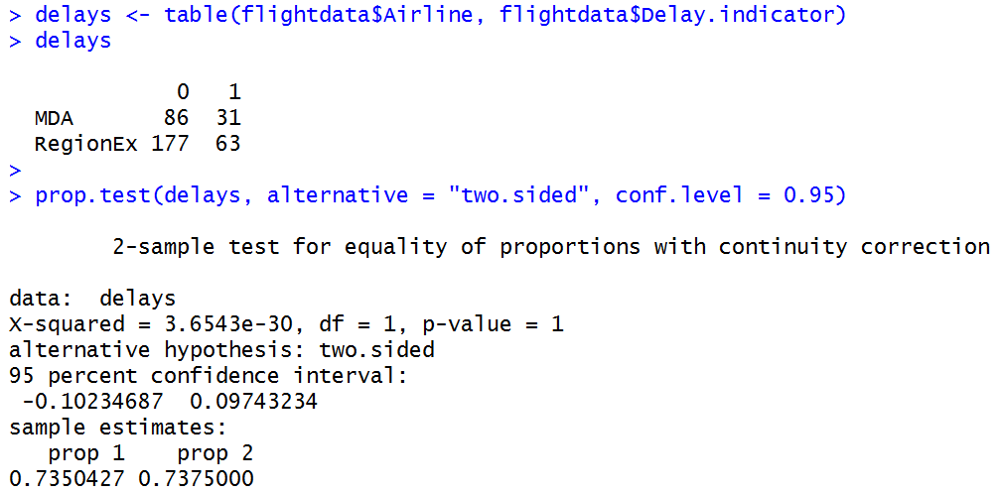 > delays <- table(flightdata$Airline, flightdata$Delay.indicator)
> delays
0 1
MDA 86 31
RegionEx 177 63
>
> prop.test(delays, alternative = "two.sided", conf.level = 0.95)
2-sample test for equality of proportions with continuity correction
data: delays
X-squared = 3.6543e-30, df = 1, p-value = 1
alternative hypothesis: two.sided
95 percent confidence interval:
-0.10234687 0.09743234
sample estimates:
prop 1 prop 2
0.7350427 0.7375000